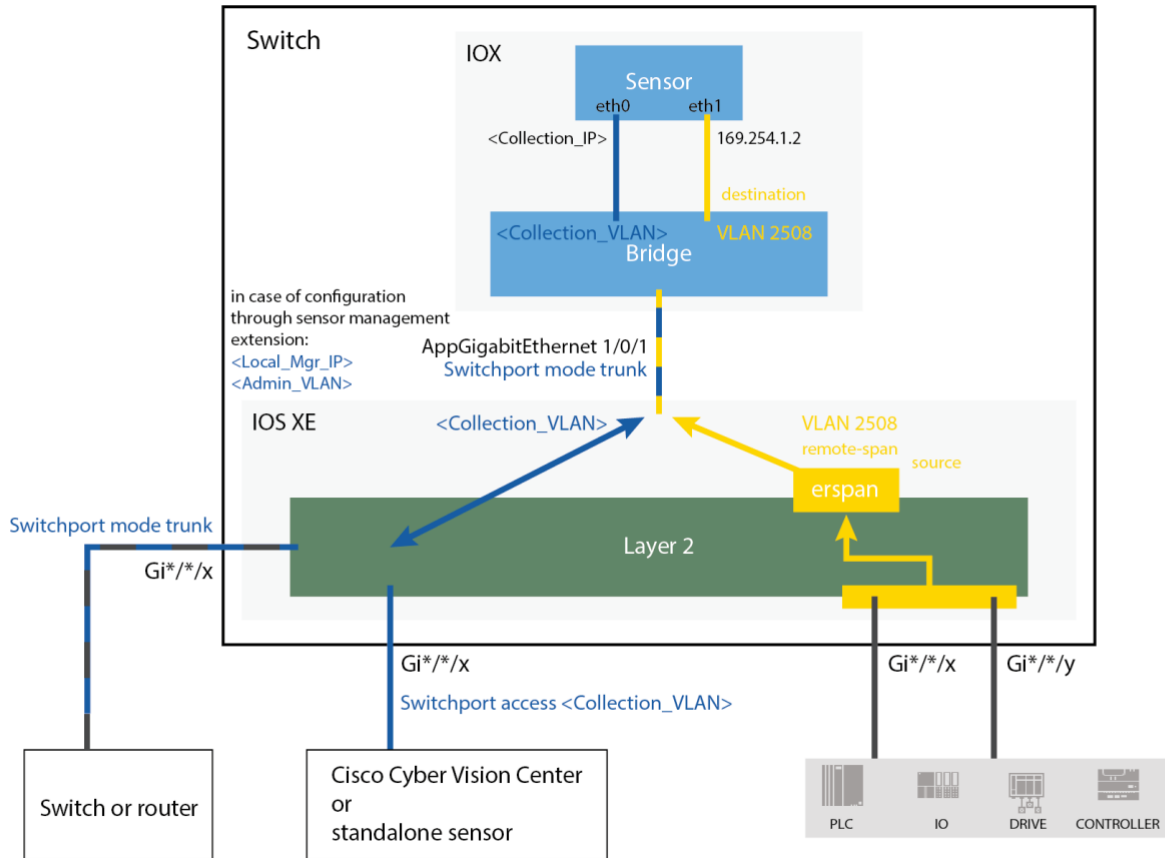 Switch
IOX
Sensor
eth0
eth1
<Collection_IP>
169.254.1.2
destination
<Collection_VLAN>
VLAN 2508
Bridge
in case of configuration
through sensor management
extension:
<Local_Mgr_IP>
<Admin_VLAN>
AppGigabitEthernet 1/0/1
Switchport mode trunk
IOS XE
<Collection_VLAN>
VLAN 2508
remote-span
source
erspan
Switchport mode trunk
Layer 2
Gi*/*/x
Gi*/*/x
Gi*/*/x
Gi*/*/y
Switchport access <Collection_VLAN>
Switch or router
Cisco Cyber Vision Center
or
standalone sensor
PLC
IO
DRIVE
CONTROLLER